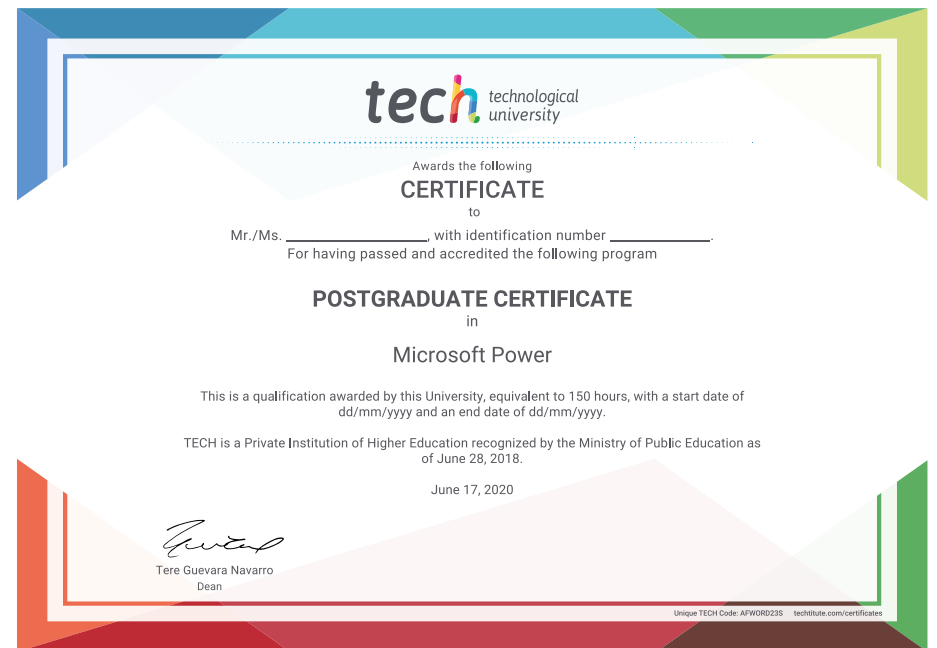 tech technological
university
Awards the following
CERTIFICATE
to
Mr./Ms. ____________________, with identification number ______________.
For having passed and accredited the following program
POSTGRADUATE CERTIFICATE
in
Microsoft Power
This is a qualification awarded by this University, equivalent to 150 hours, with a start date of
dd/mm/yyyy and an end date of dd/mm/yyyy.
TECH is a Private Institution of Higher Education recognized by the Ministry of Public Education as
of June 28, 2018.
June 17, 2020
Tere Guevara Navarro
Dean
Unique TECH Code: AFWORD23S techtitute.com/certificates